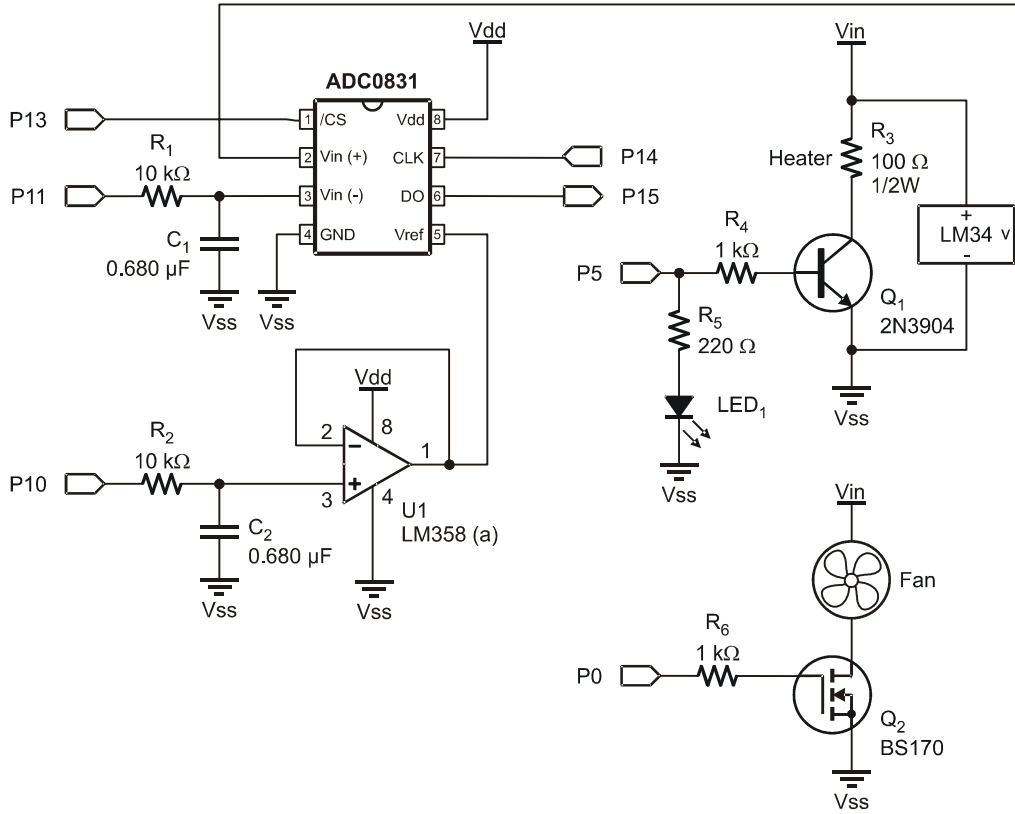 Vdd
Vin
ADC0831
P13
1
/CS
Vdd
8
R1
10 kΩ
2
Vin (+)
CLK
7
P14
Heater
R3
100 Ω
1/2W
P11
3
Vin (-)
DO
6
P15
C1
0.680 µF
4
GND
Vref
5
R4
1 kΩ
+
LM34 v
-
P5
Vss
Vss
Q1
2N3904
R5
220 Ω
Vdd
LED1
Vss
R2
10 kΩ
2
8
1
P10
3
4
U1
LM358 (a)
Vss
Vin
C2
0.680 µF
Vss
Vss
Fan
R6
1 kΩ
P0
Q2
BS170
Vss